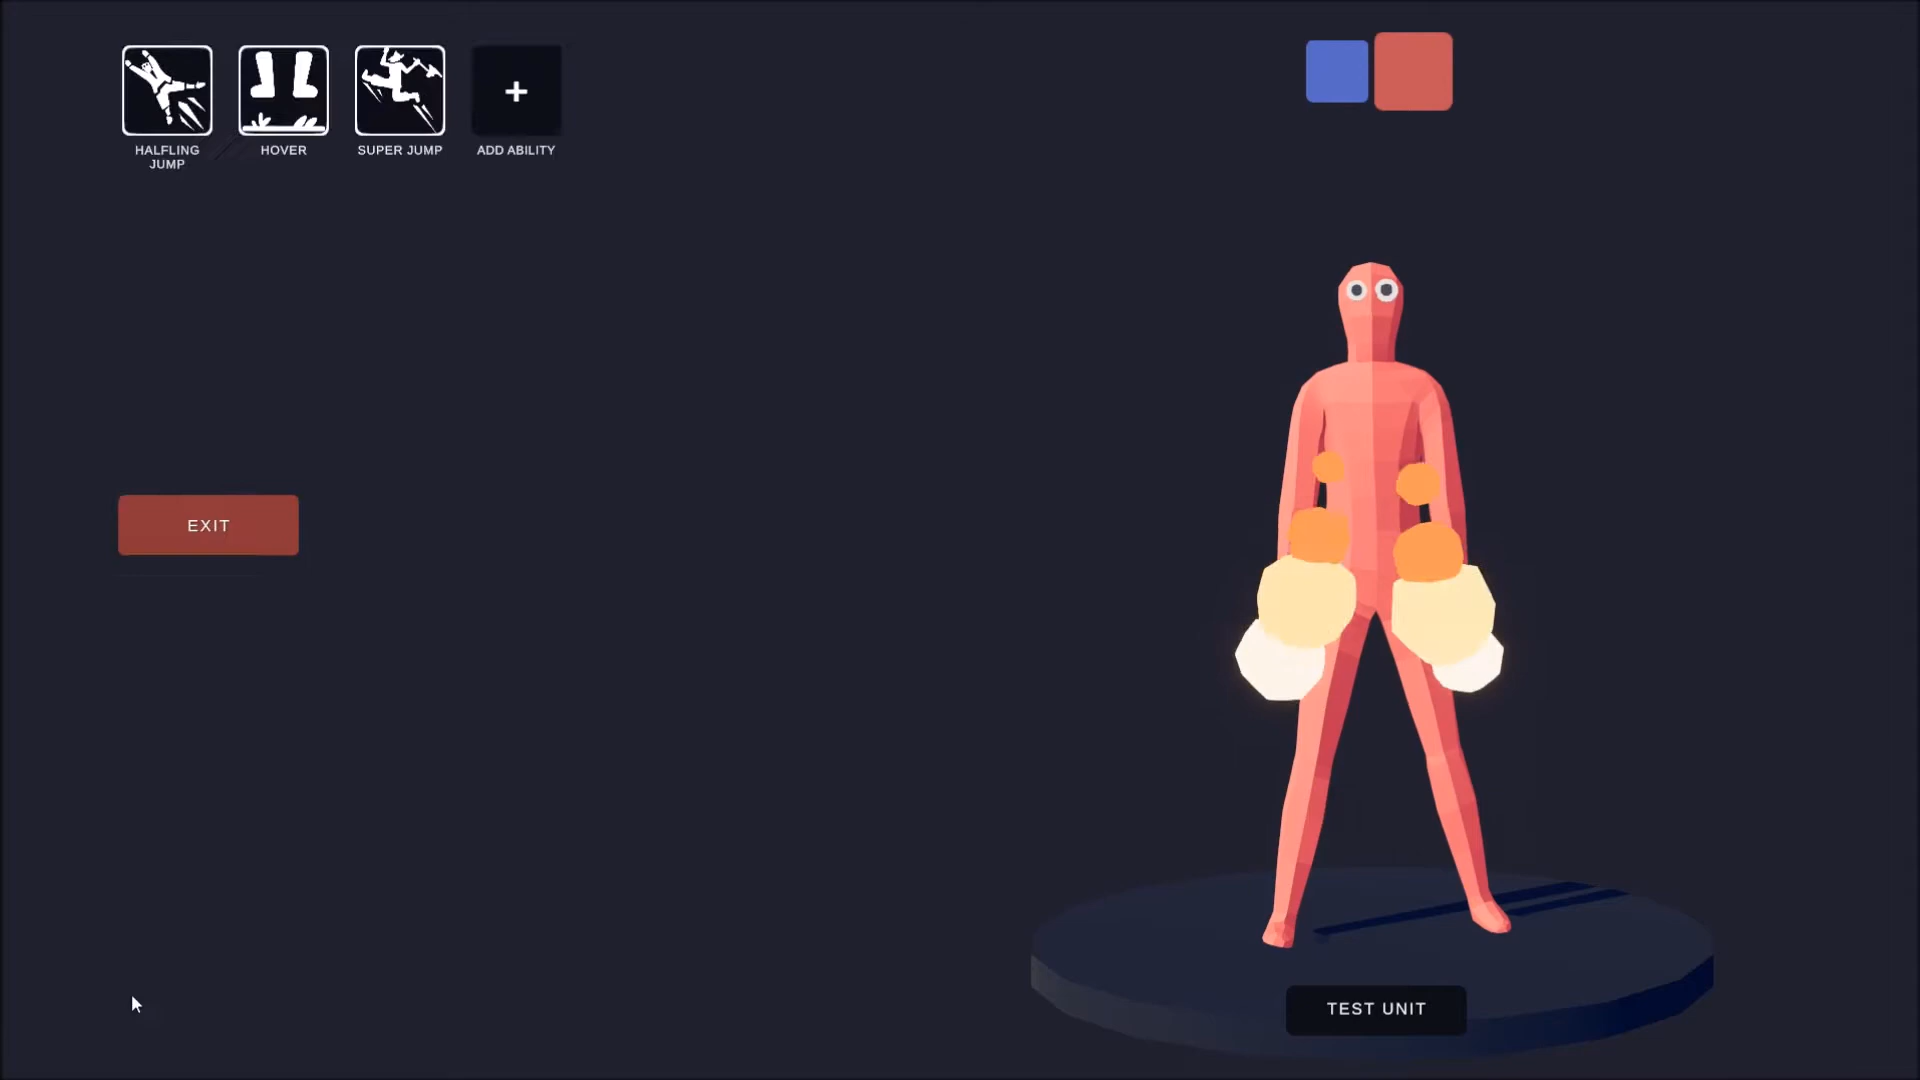 HALFLING
JUMP
HOVER
SUPER JUMP
+
ADD ABILITY
EXIT
TEST UNIT